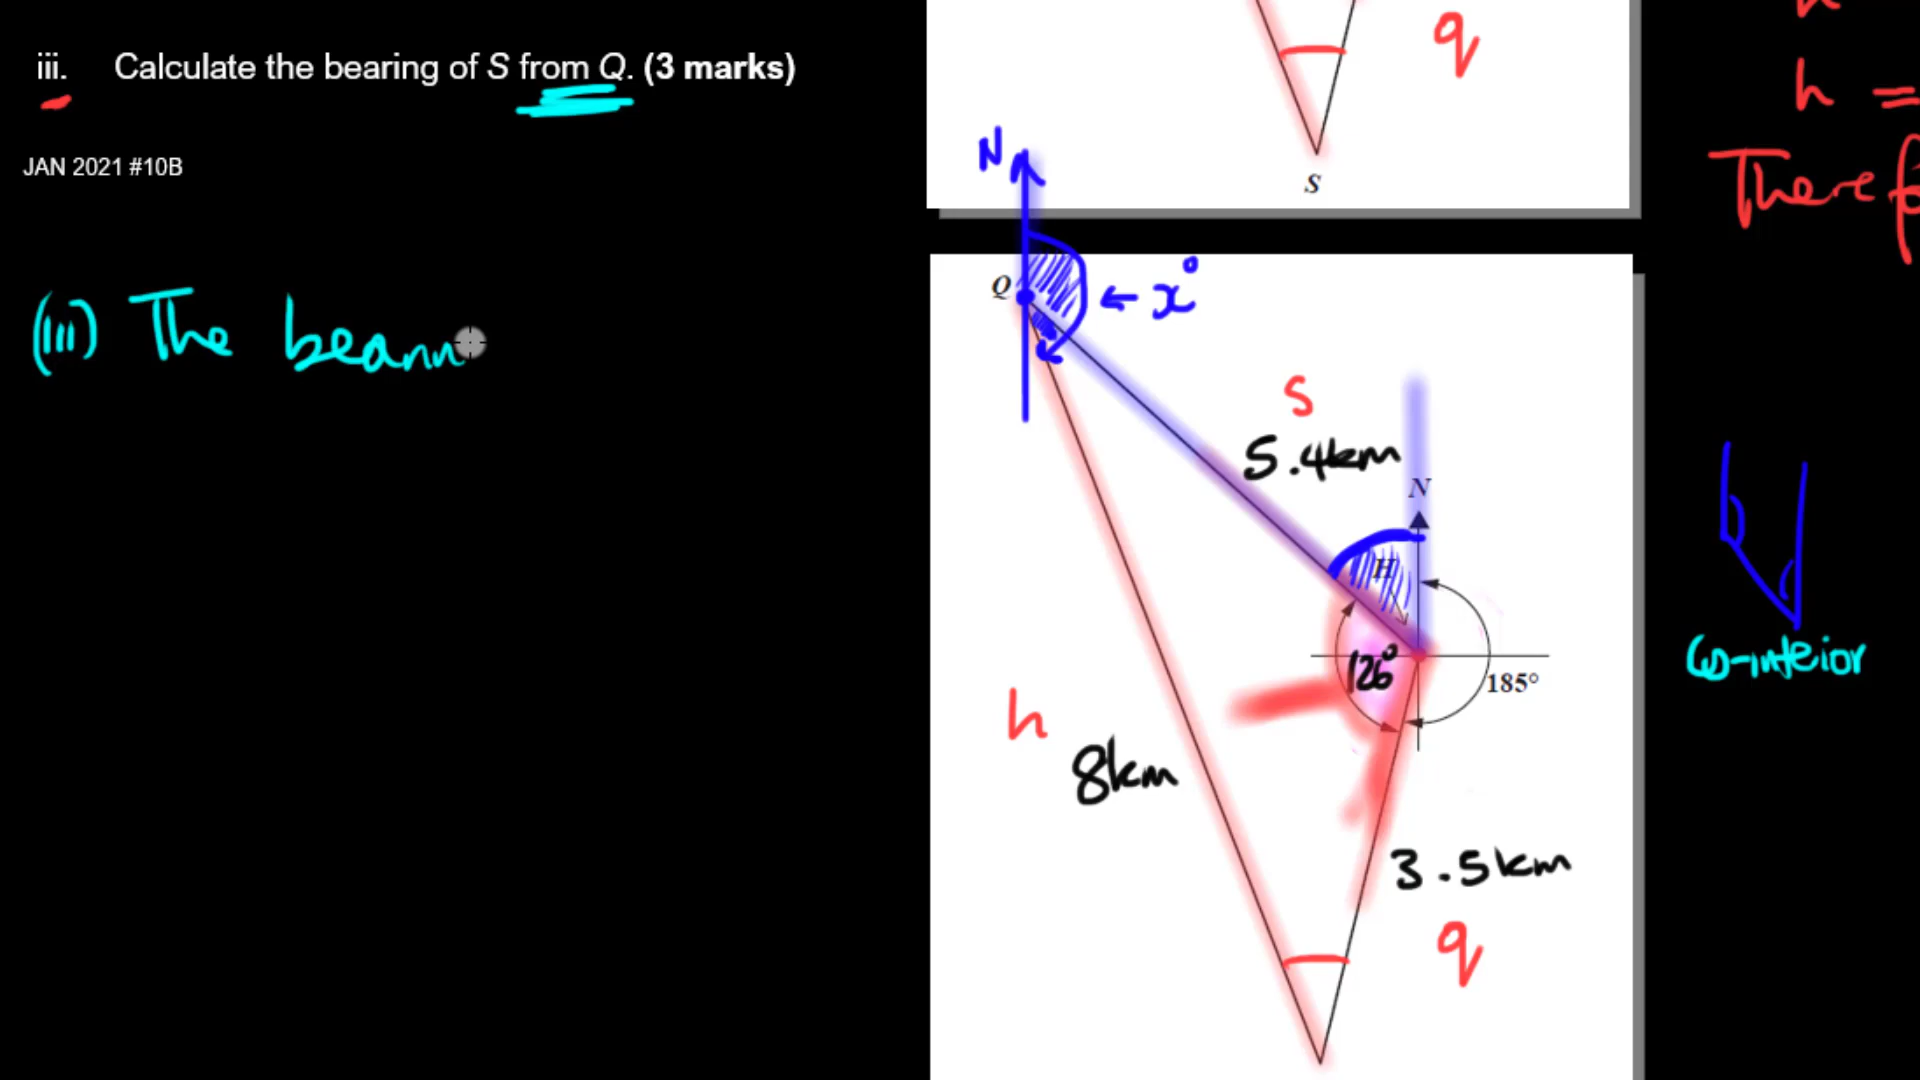 iii. Calculate the bearing of S from Q. (3 marks)
JAN 2021 #10B
(iii) The bearin
q
S
h =
There
N
Q
← x°
s
5.4km
N
H
126°
185°
h
8km
3.5km
q
Co-interior